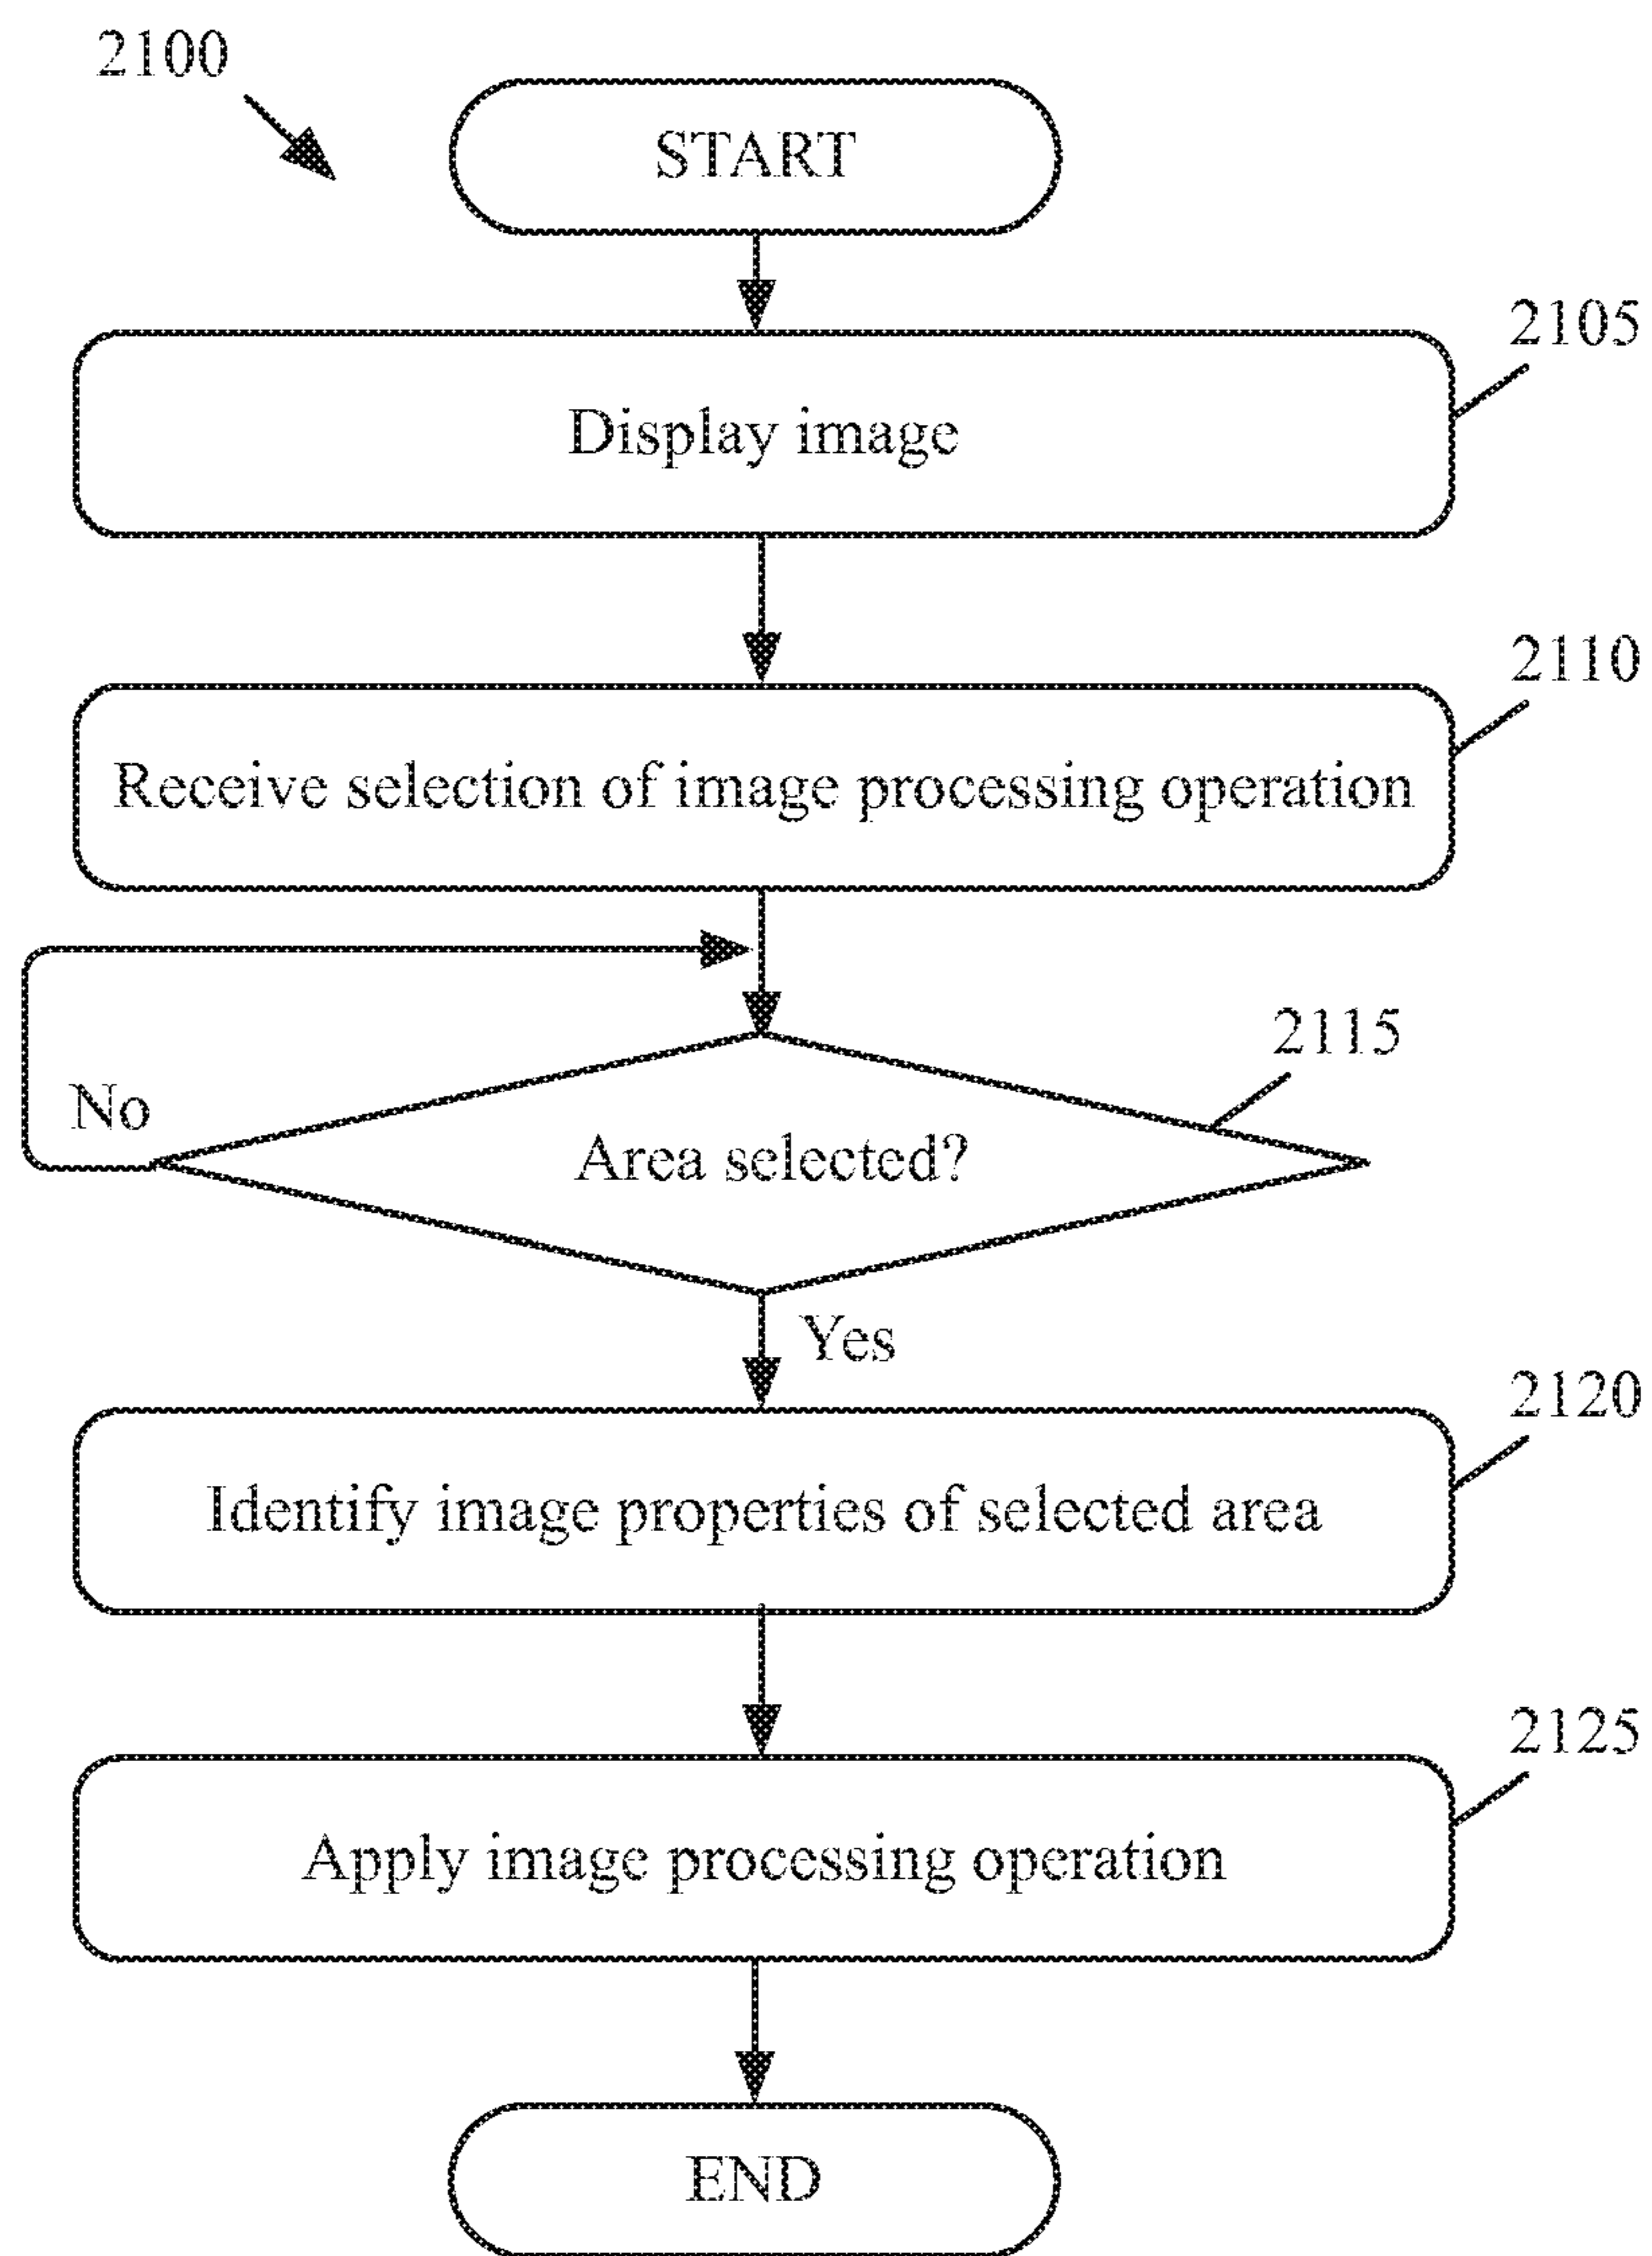 2100
START
2105
Display image
2110
Receive selection of image processing operation
2115
No
Area selected?
Yes
2120
Identify image properties of selected area
2125
Apply image processing operation
END